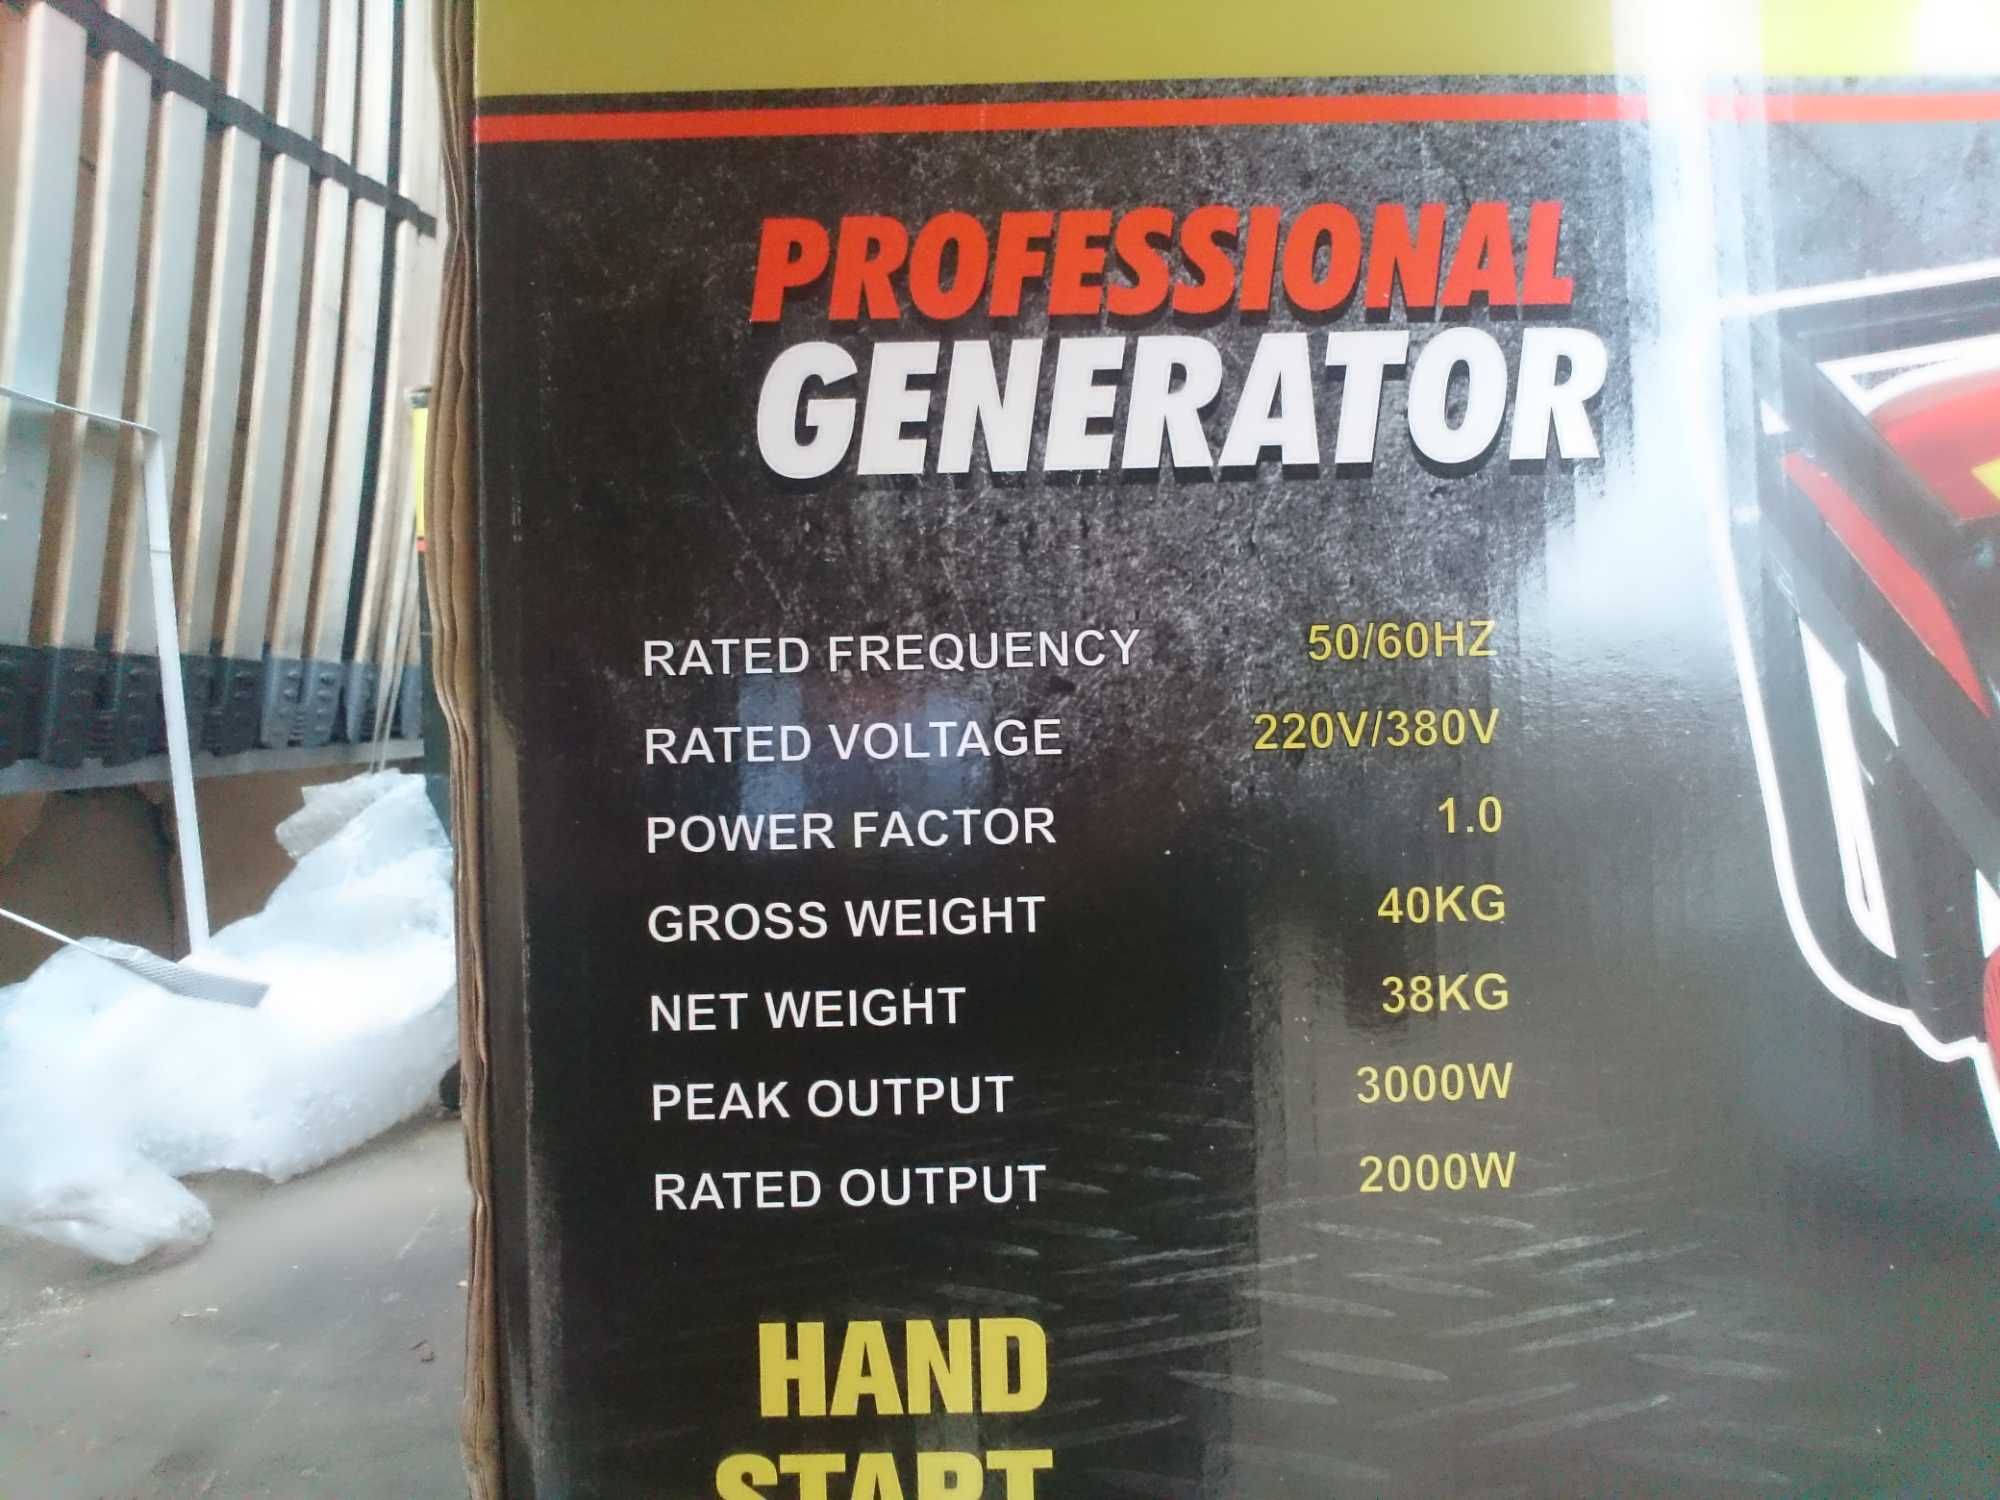 PROFESSIONAL
GENERATOR
RATED FREQUENCY 50/60HZ
RATED VOLTAGE 220V/380V
POWER FACTOR 1.0
GROSS WEIGHT 40KG
NET WEIGHT 38KG
PEAK OUTPUT 3000W
RATED OUTPUT 2000W
HAND
START